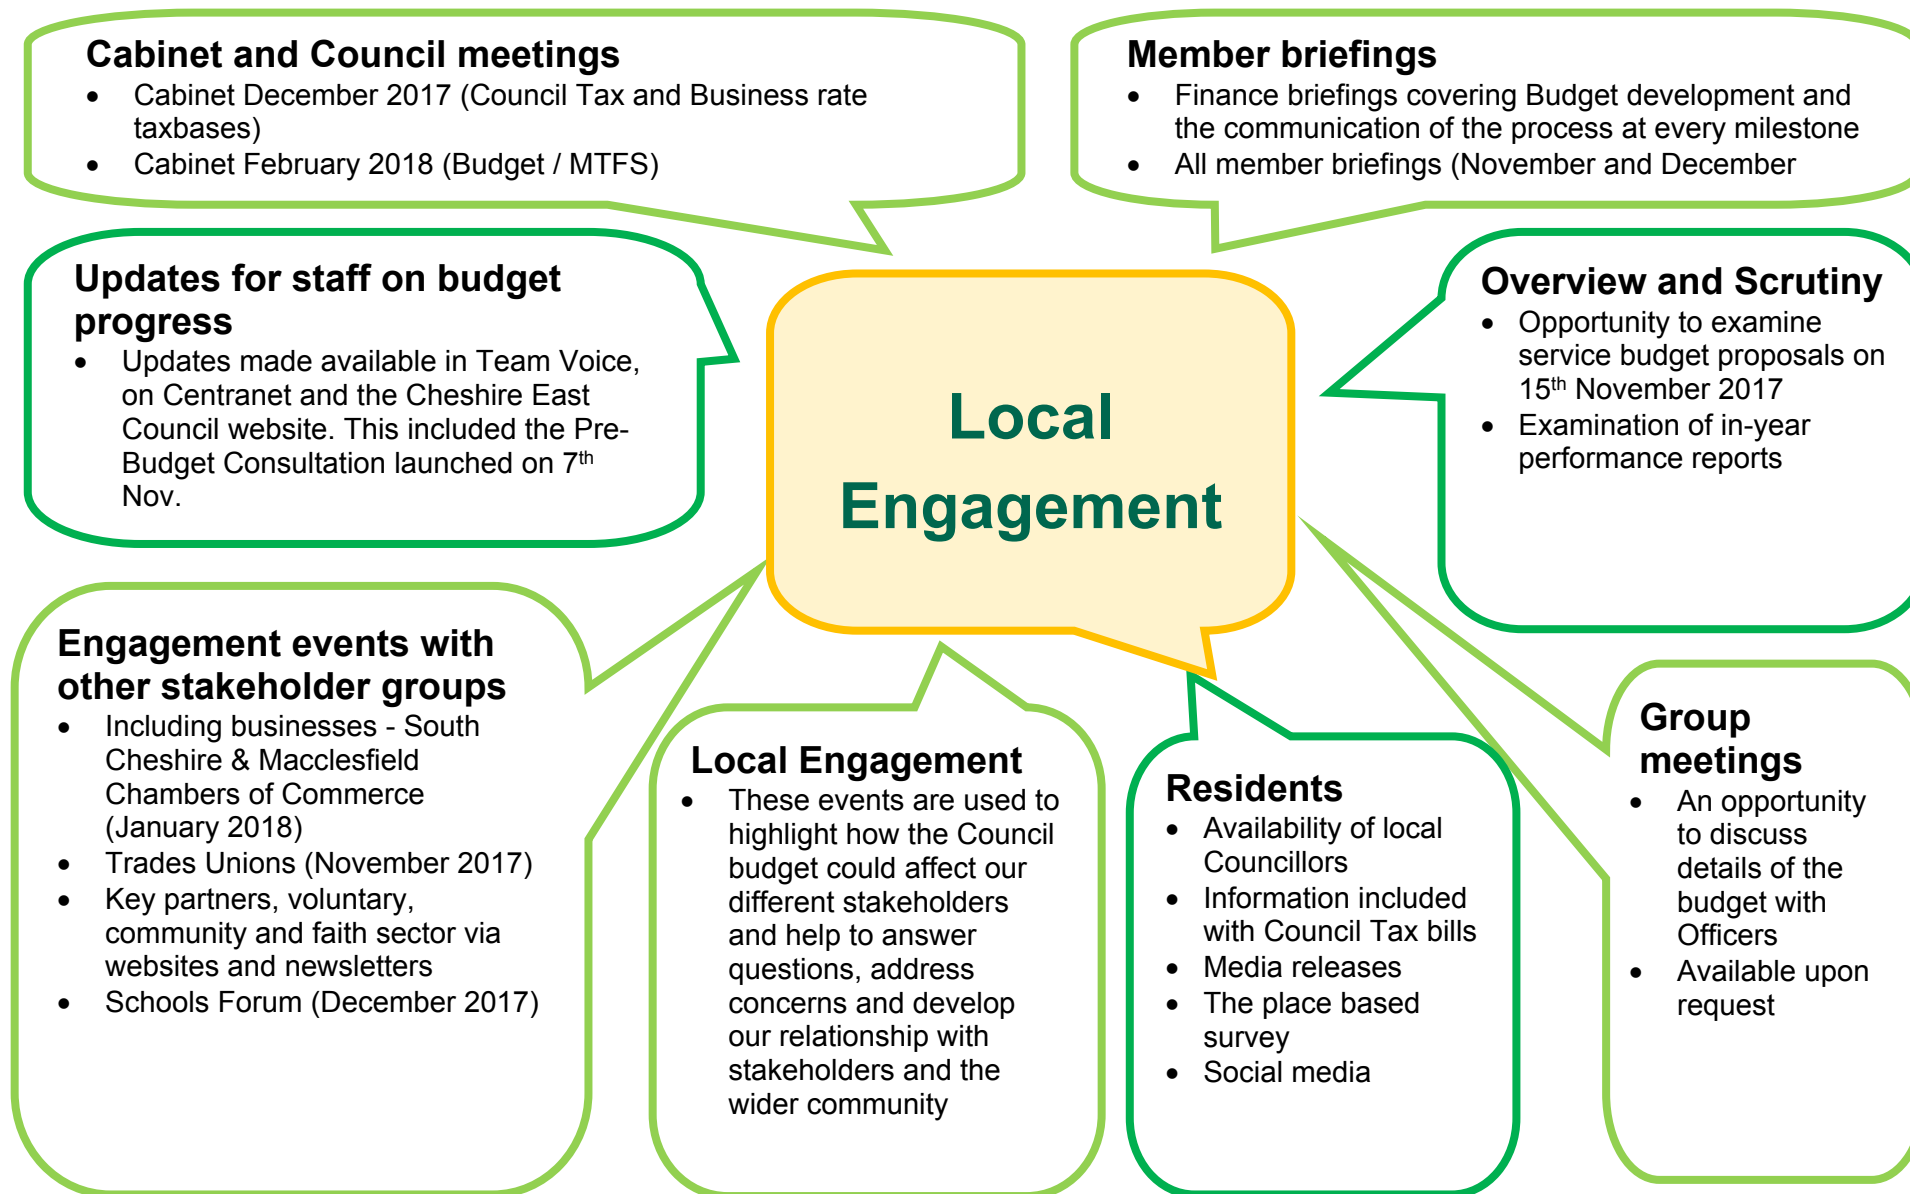 Cabinet and Council meetings
• Cabinet December 2017 (Council Tax and Business rate
taxbases)
• Cabinet February 2018 (Budget / MTFS)
Member briefings
• Finance briefings covering Budget development and
the communication of the process at every milestone
• All member briefings (November and December
Updates for staff on budget
progress
• Updates made available in Team Voice,
on Centranet and the Cheshire East
Council website. This included the Pre-
Budget Consultation launched on 7th
Nov.
Local
Engagement
Overview and Scrutiny
• Opportunity to examine
service budget proposals on
15th November 2017
• Examination of in-year
performance reports
Engagement events with
other stakeholder groups
• Including businesses - South
Cheshire & Macclesfield
Chambers of Commerce
(January 2018)
• Trades Unions (November 2017)
• Key partners, voluntary,
community and faith sector via
websites and newsletters
• Schools Forum (December 2017)
Local Engagement
• These events are used to
highlight how the Council
budget could affect our
different stakeholders
and help to answer
questions, address
concerns and develop
our relationship with
stakeholders and the
wider community
Residents
• Availability of local
Councillors
• Information included
with Council Tax bills
• Media releases
• The place based
survey
• Social media
Group
meetings
• An opportunity
to discuss
details of the
budget with
Officers
• Available upon
request